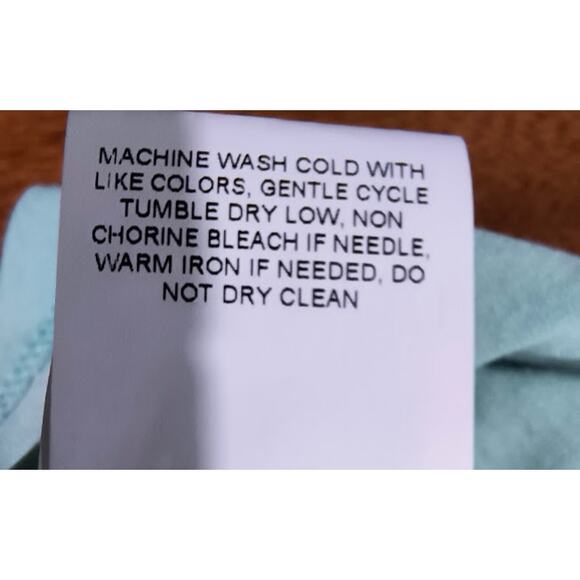 MACHINE WASH COLD WITH
LIKE COLORS, GENTLE CYCLE
TUMBLE DRY LOW, NON
CHORINE BLEACH IF NEEDLE,
WARM IRON IF NEEDED, DO
NOT DRY CLEAN